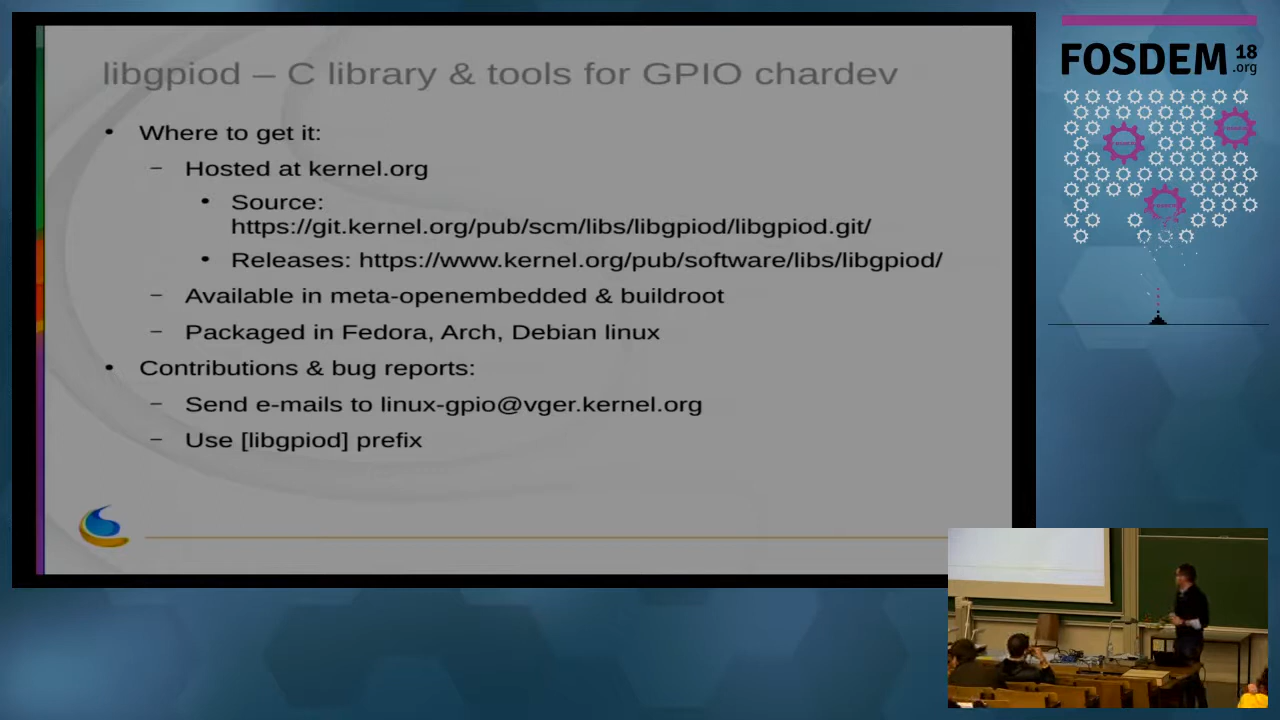 libgpiod – C library & tools for GPIO chardev
• Where to get it:
– Hosted at kernel.org
• Source:
https://git.kernel.org/pub/scm/libs/libgpiod/libgpiod.git/
• Releases: https://www.kernel.org/pub/software/libs/libgpiod/
– Available in meta-openembedded & buildroot
– Packaged in Fedora, Arch, Debian linux
• Contributions & bug reports:
– Send e-mails to linux-gpio@vger.kernel.org
– Use [libgpiod] prefix
FOSDEM 18
.org